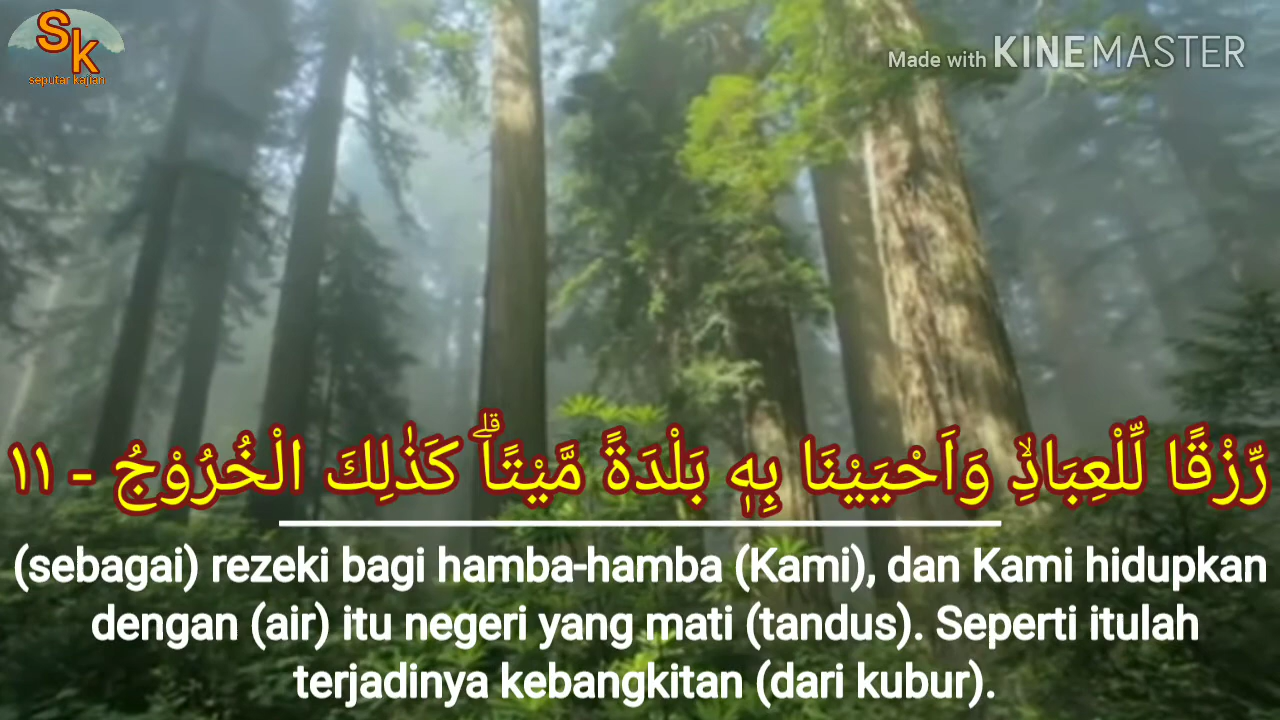 SK
seputar kajian
Made with KINEMASTER
رِّزْقًا لِّلْعِبَادِۙ وَاَحْيَيْنَا بِهٖ بَلْدَةً مَّيْتًاۗ كَذٰلِكَ الْخُرُوْجُ - ١١
(sebagai) rezeki bagi hamba-hamba (Kami), dan Kami hidupkan
dengan (air) itu negeri yang mati (tandus). Seperti itulah
terjadinya kebangkitan (dari kubur).